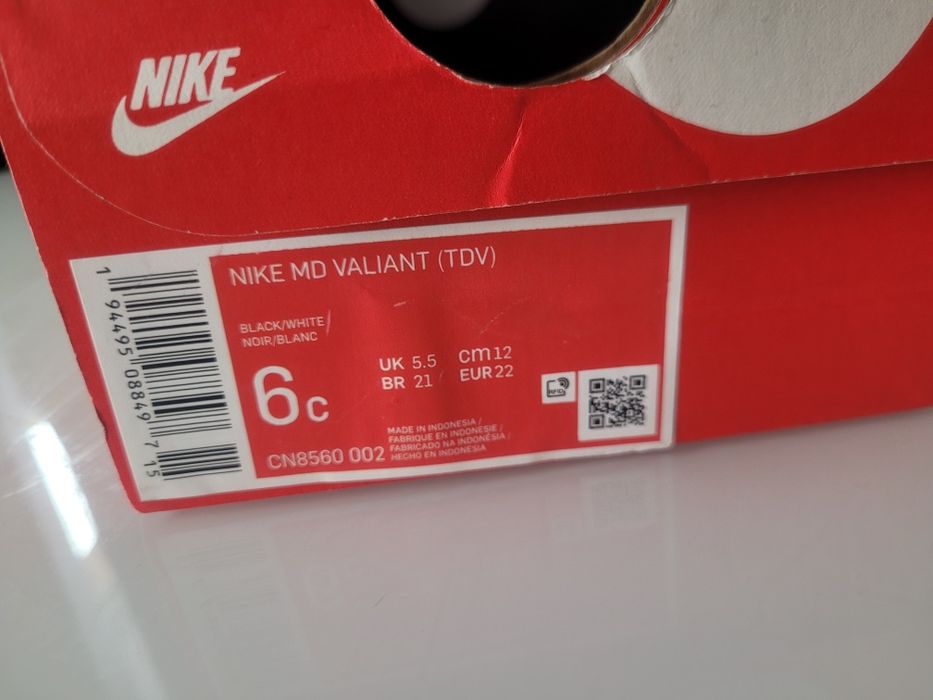 NIKE
NIKE MD VALIANT (TDV)
BLACK/WHITE/
NOIR/BLANC
6C
UK 5.5 cm 12
BR 21 / EUR 22
RFID
MADE IN INDONESIA /
FABRIQUE EN INDONESIE /
FABRICADO NA INDONÉSIA /
HECHO EN INDONESIA
CN8560 002
1 94495 08849 7 15